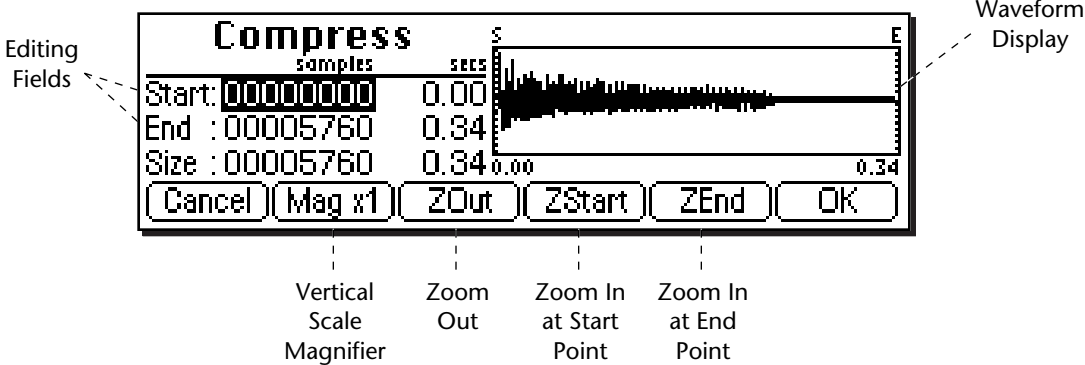 Waveform
Display
Editing
Fields
Compress
S E
samples secs
Start: 00000000 0.00
End : 00005760 0.34
Size : 00005760 0.34
0.00 0.34
Cancel Mag x1 ZOut ZStart ZEnd OK
Vertical
Scale
Magnifier
Zoom
Out
Zoom In
at Start
Point
Zoom In
at End
Point